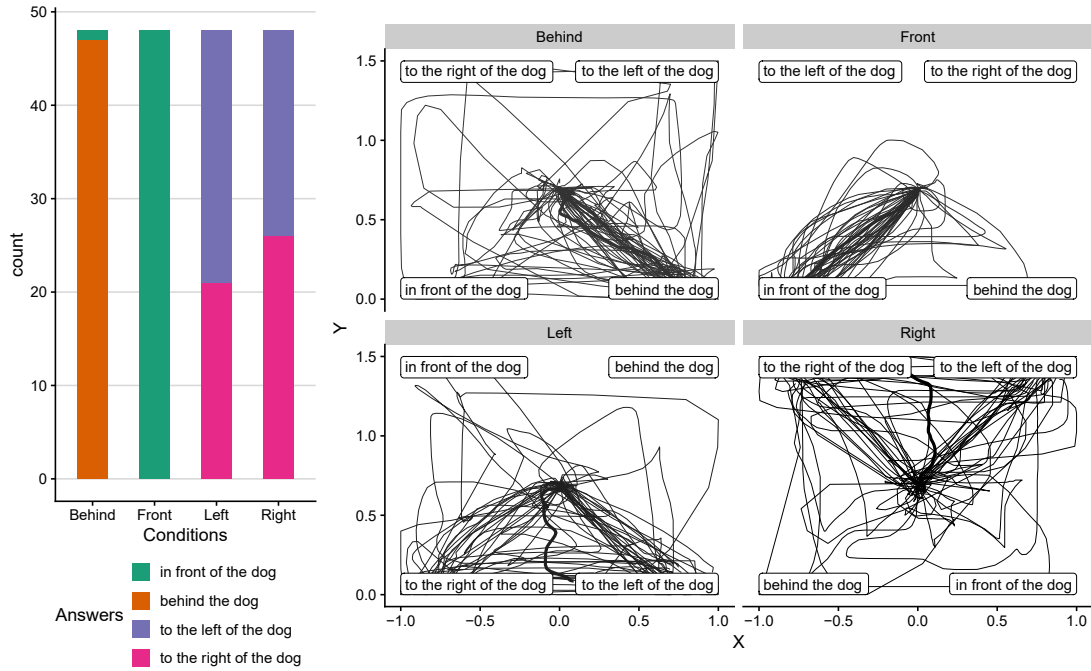 50
40
30
20
10
0
count
Behind Front Left Right
Conditions
Answers
in front of the dog
behind the dog
to the left of the dog
to the right of the dog
Behind
to the right of the dog to the left of the dog
in front of the dog behind the dog
Front
to the left of the dog to the right of the dog
in front of the dog behind the dog
1.5
1.0
0.5
0.0
Y
Left
in front of the dog behind the dog
to the right of the dog to the left of the dog
Right
to the right of the dog to the left of the dog
behind the dog in front of the dog
1.5
1.0
0.5
0.0
−1.0 −0.5 0.0 0.5 1.0
−1.0 −0.5 0.0 0.5 1.0
X